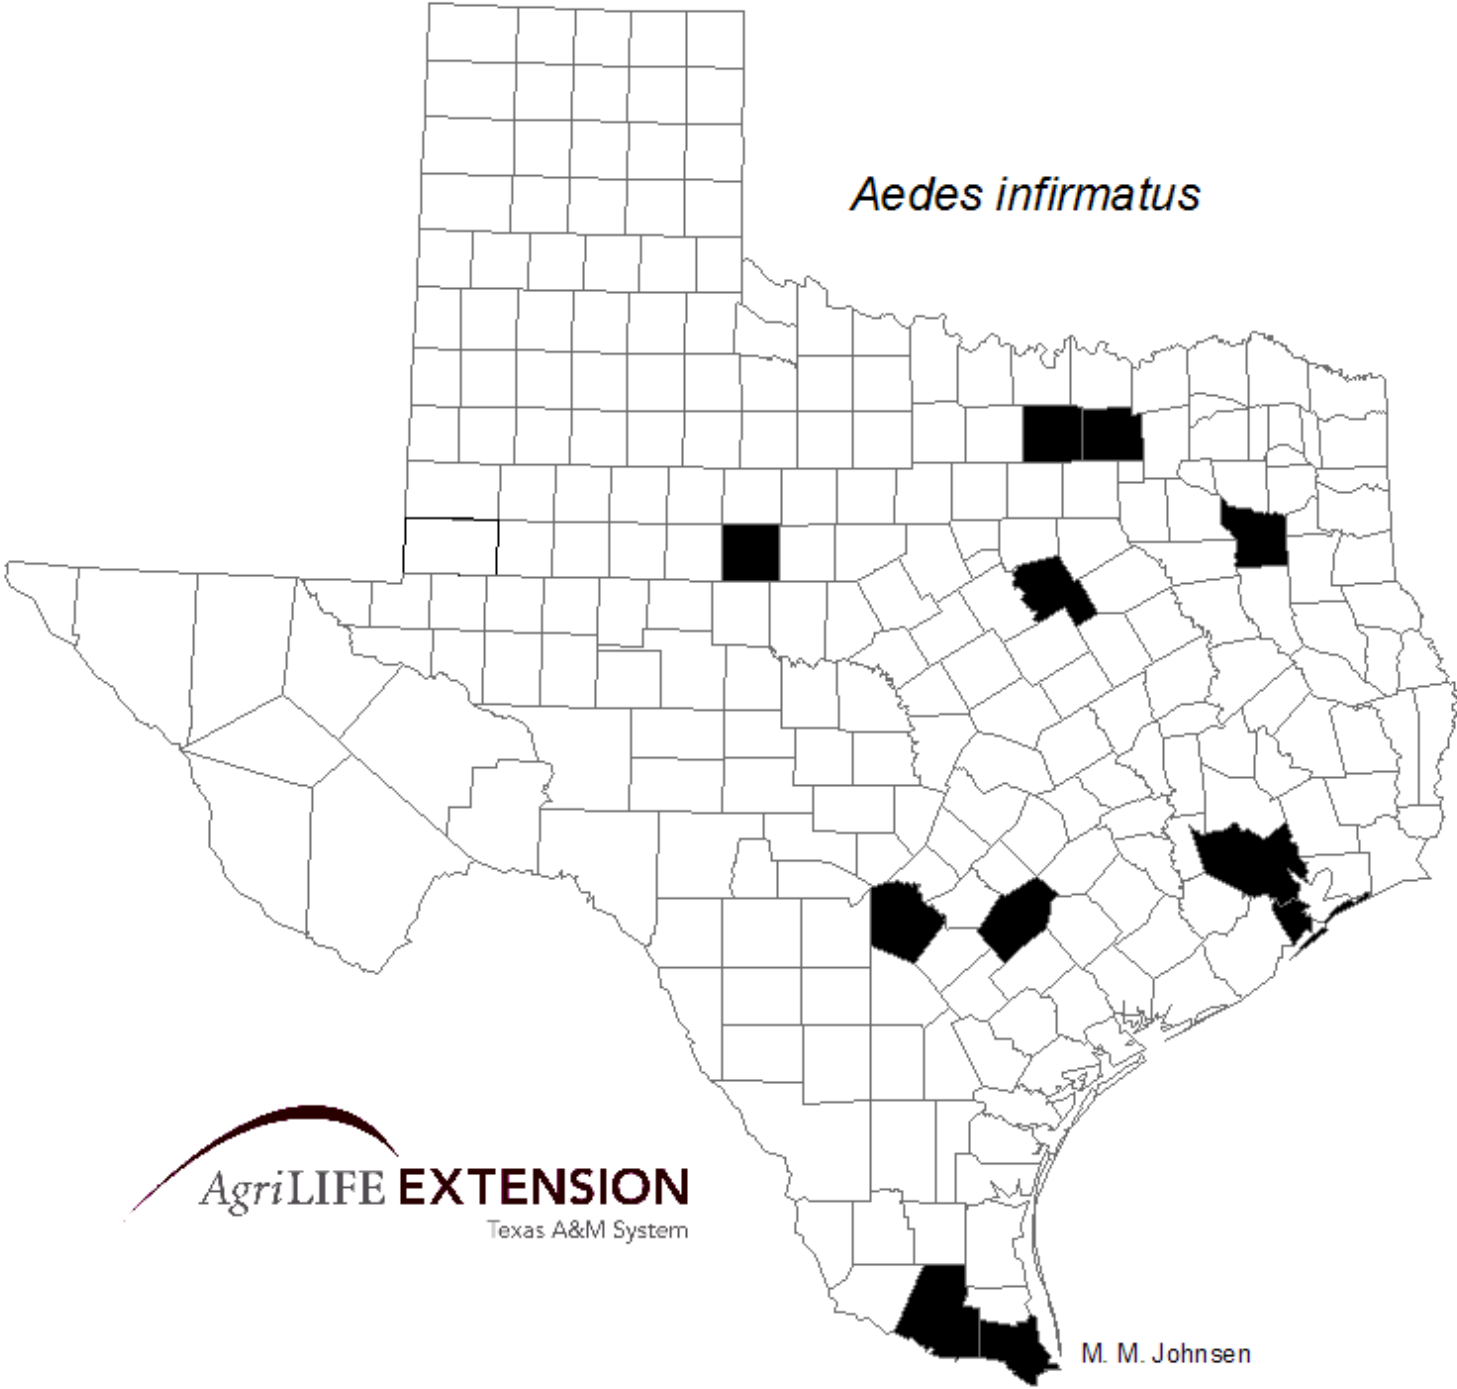 Aedes infirmatus
AgriLIFE EXTENSION
Texas A&M System
M. M. Johnsen